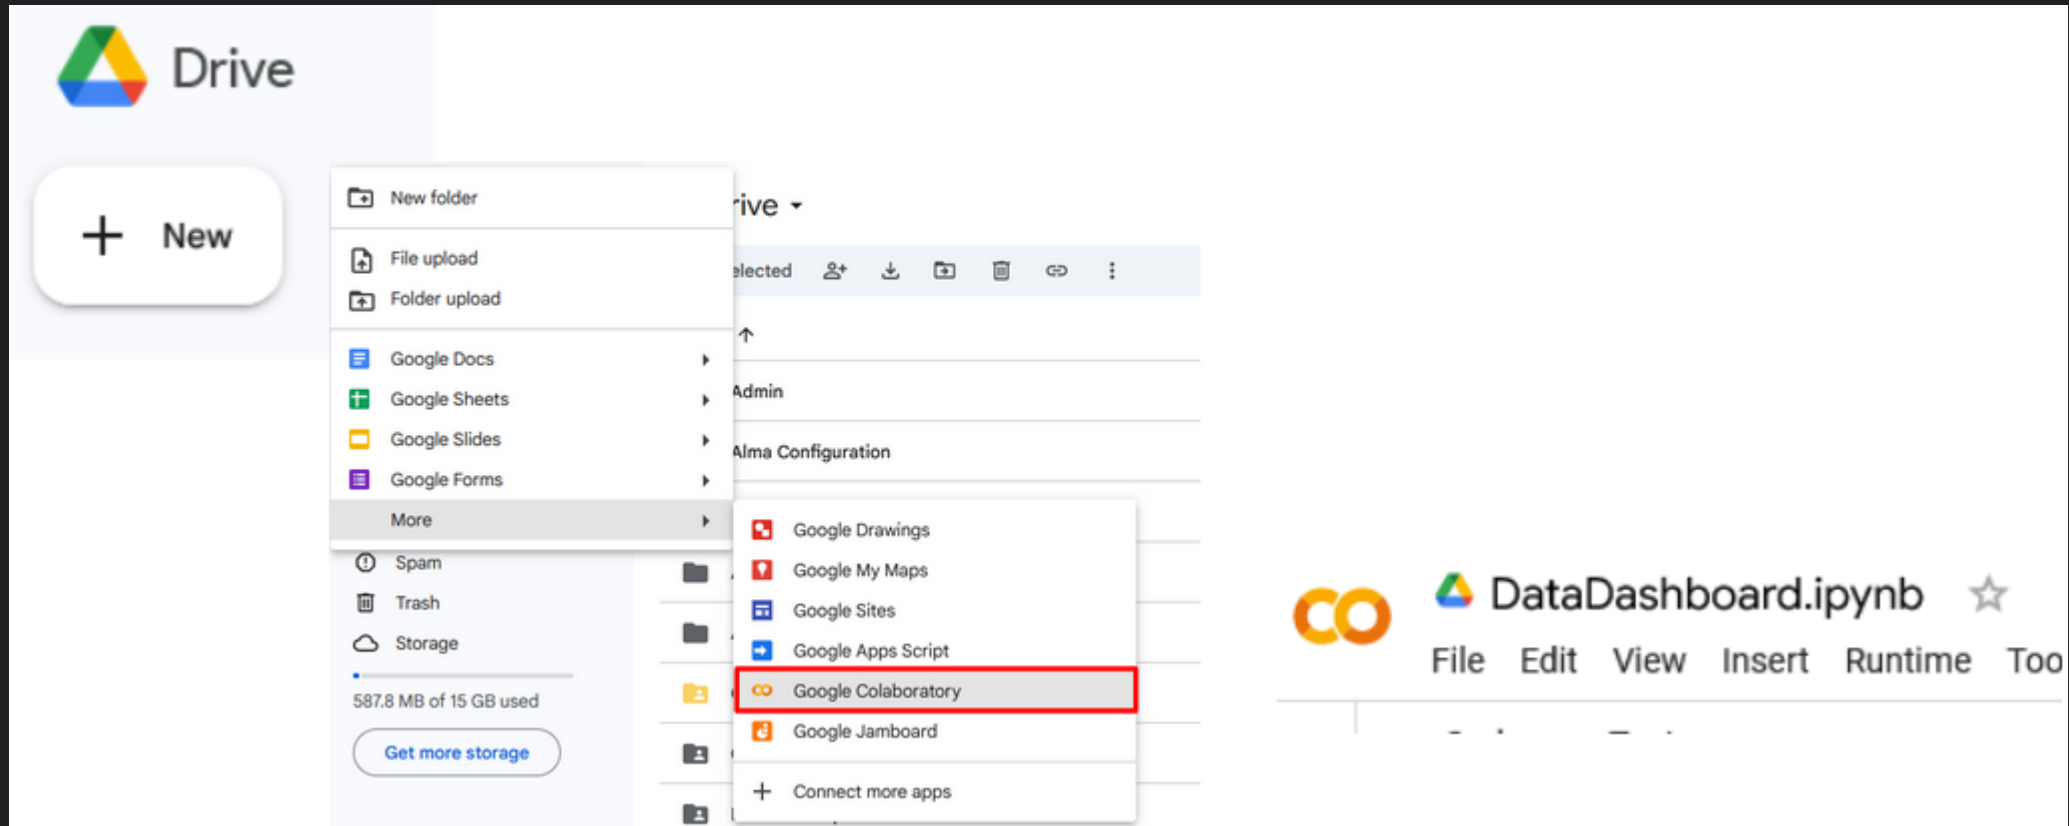 Drive
New
New folder
File upload
Folder upload
Google Docs
Google Sheets
Google Slides
Google Forms
More
Spam
Trash
Storage
587.8 MB of 15 GB used
Get more storage
rive
elected
Admin
Alma Configuration
Google Drawings
Google My Maps
Google Sites
Google Apps Script
Google Colaboratory
Google Jamboard
Connect more apps
DataDashboard.ipynb
File Edit View Insert Runtime Too